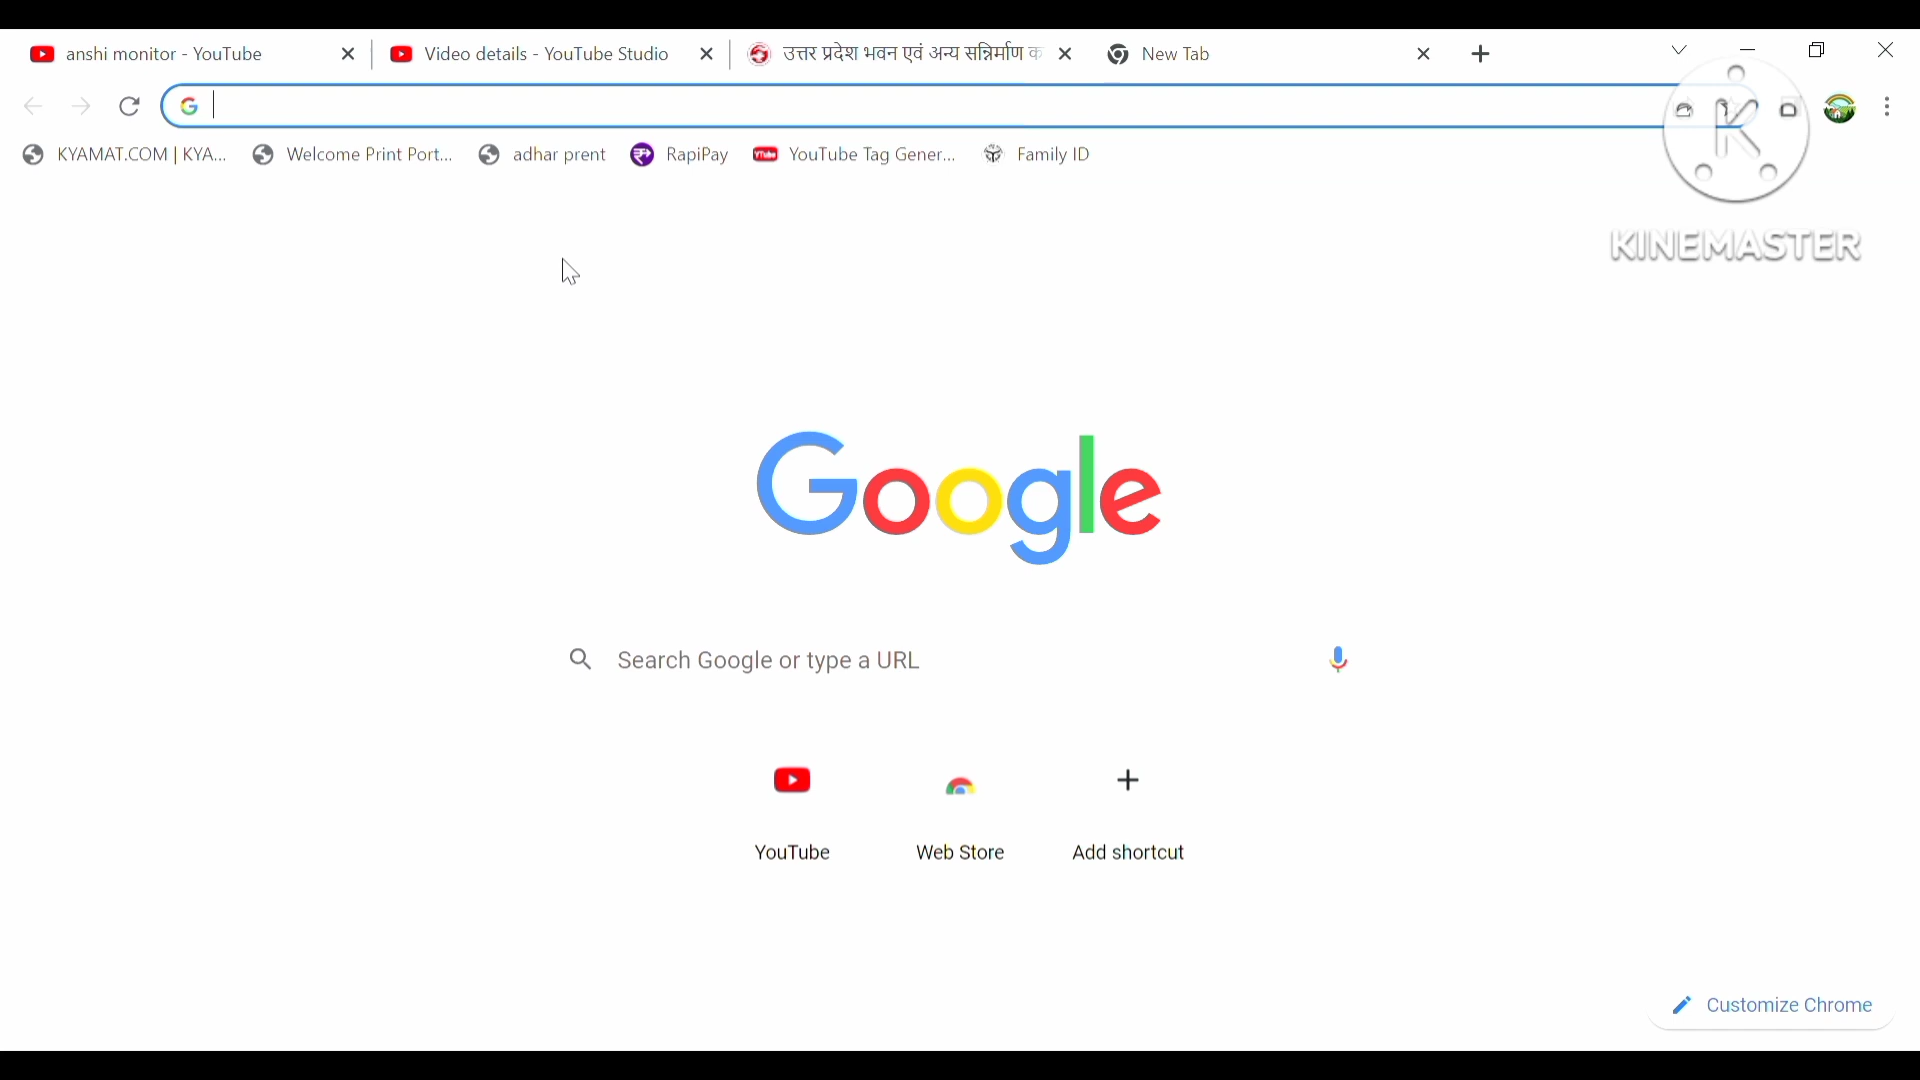 anshi monitor - YouTube
Video details - YouTube Studio
उत्तर प्रदेश भवन एवं अन्य सन्निर्माण क
New Tab
KYAMAT.COM | KYA...
Welcome Print Port...
adhar prent
RapiPay
YouTube Tag Gener...
Family ID
KINEMASTER
Google
Search Google or type a URL
YouTube
Web Store
Add shortcut
Customize Chrome